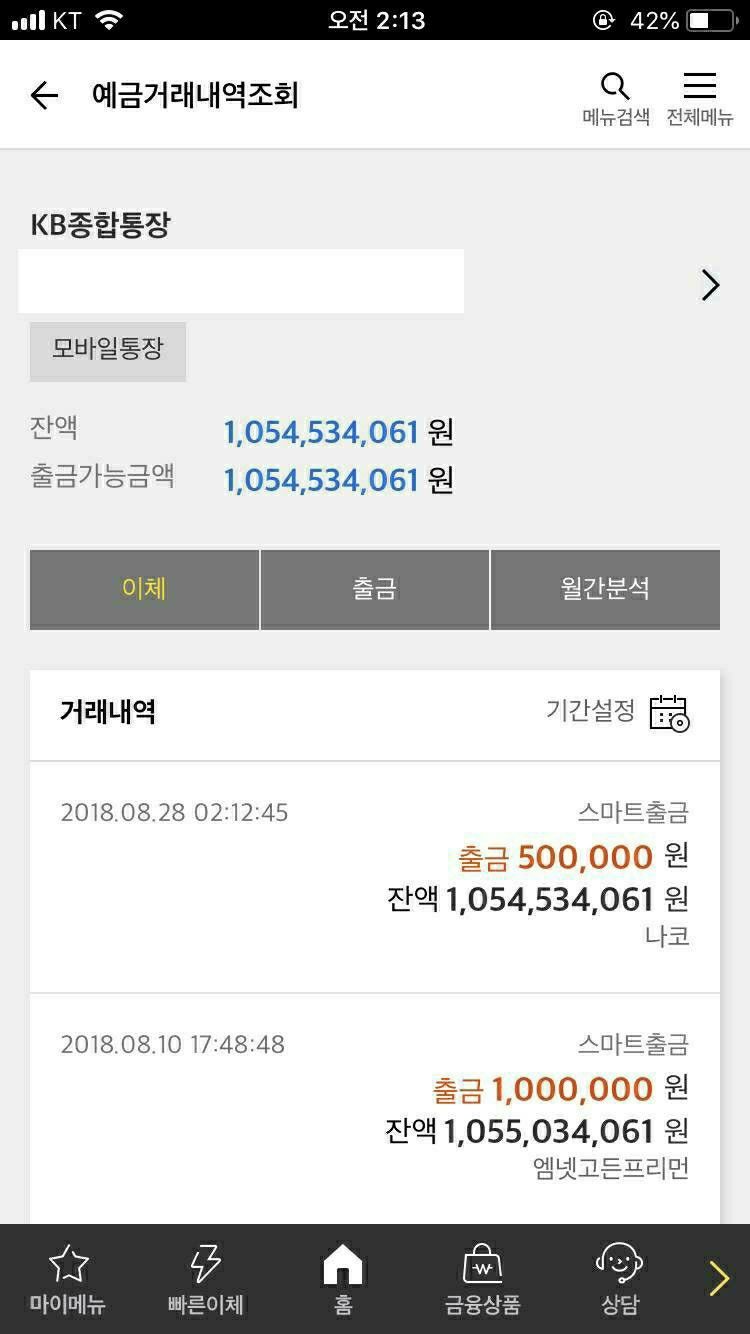 KT 오전 2:13 42%
예금거래내역조회
메뉴검색 전체메뉴
KB종합통장
모바일통장
잔액 1,054,534,061 원
출금가능금액 1,054,534,061 원
이체 출금 월간분석
거래내역 기간설정
2018.08.28 02:12:45 스마트출금
출금 500,000 원
잔액 1,054,534,061 원
나코
2018.08.10 17:48:48 스마트출금
출금 1,000,000 원
잔액 1,055,034,061 원
엠넷고든프리먼
마이메뉴 빠른이체 홈 금융상품 상담